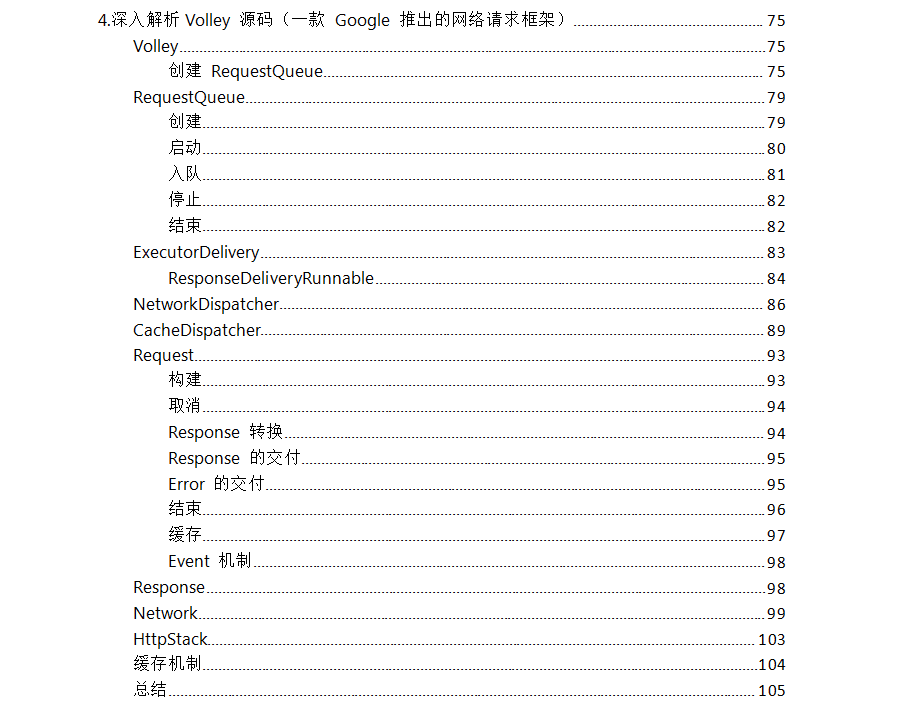 4.深入解析 Volley 源码（一款 Google 推出的网络请求框架）........ 75
Volley........ 75
创建 RequestQueue........ 75
RequestQueue........ 79
创建........ 79
启动........ 80
入队........ 81
停止........ 82
结束........ 82
ExecutorDelivery........ 83
ResponseDeliveryRunnable........ 84
NetworkDispatcher........ 86
CacheDispatcher........ 89
Request........ 93
构建........ 93
取消........ 94
Response 转换........ 94
Response 的交付........ 95
Error 的交付........ 95
结束........ 96
缓存........ 97
Event 机制........ 98
Response........ 98
Network........ 99
HttpStack........ 103
缓存机制........ 104
总结........ 105